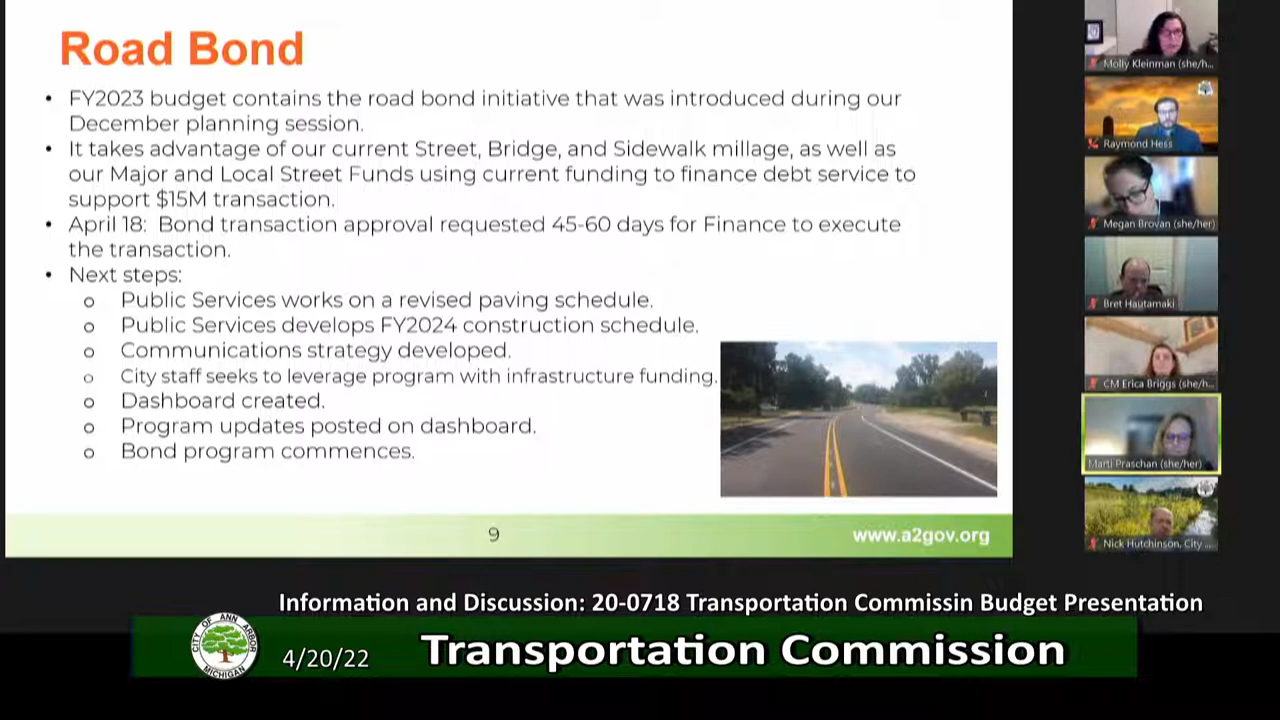 Road Bond
• FY2023 budget contains the road bond initiative that was introduced during our
December planning session.
• It takes advantage of our current Street, Bridge, and Sidewalk millage, as well as
our Major and Local Street Funds using current funding to finance debt service to
support $15M transaction.
• April 18: Bond transaction approval requested 45-60 days for Finance to execute
the transaction.
• Next steps:
o Public Services works on a revised paving schedule.
o Public Services develops FY2024 construction schedule.
o Communications strategy developed.
o City staff seeks to leverage program with infrastructure funding.
o Dashboard created.
o Program updates posted on dashboard.
o Bond program commences.
9
www.a2gov.org
Molly Kleinman (she/h...
Raymond Hess
Megan Brovan (she/her)
Bret Hautamaki
CM Erica Briggs (she/h...
Marti Praschan (she/her)
Nick Hutchinson, City ...
Information and Discussion: 20-0718 Transportation Commissin Budget Presentation
CITY OF ANN ARBOR
MICHIGAN
4/20/22
Transportation Commission